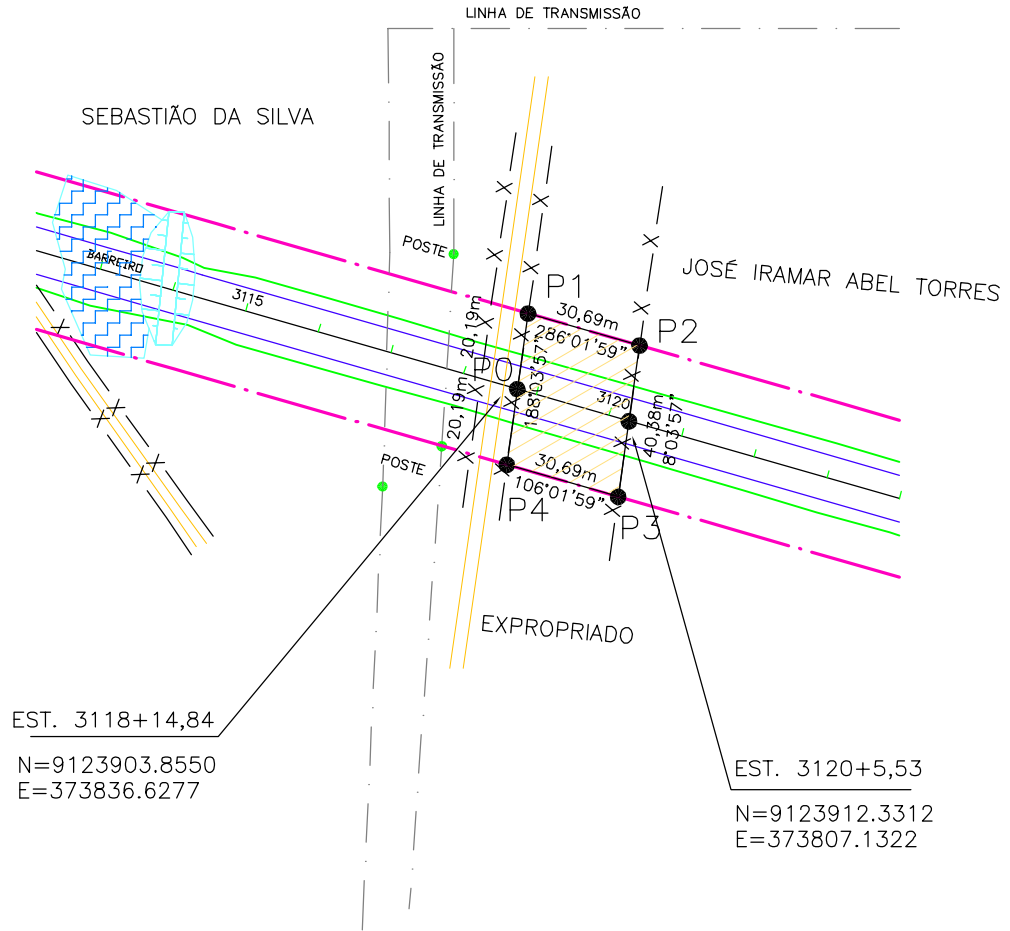 LINHA DE TRANSMISSÃO
LINHA DE TRANSMISSÃO
SEBASTIÃO DA SILVA
POSTE
BARREIRO
3115
JOSÉ IRAMAR ABEL TORRES
P1
30,69m
286°01'59"
P2
20,19m
P0
188°03'57"
20,19m
3120
40,38m
8°03'57"
POSTE
30,69m
106°01'59"
P4
P3
EXPROPRIADO
EST. 3118+14,84
N=9123903.8550
E=373836.6277
EST. 3120+5,53
N=9123912.3312
E=373807.1322